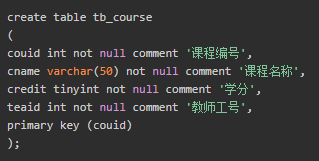 create table tb_course
(
couid int not null comment '课程编号',
cname varchar(50) not null comment '课程名称',
credit tinyint not null comment '学分',
teaid int not null comment '教师工号',
primary key (couid)
);